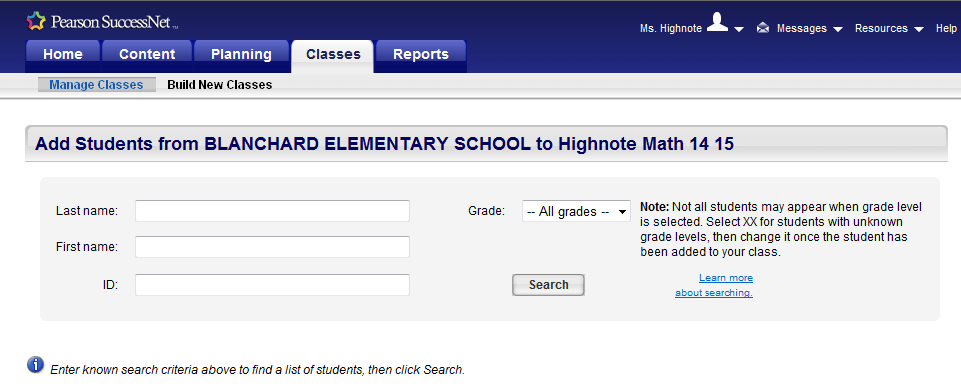 Pearson SuccessNet™
Ms. Highnote Messages Resources Help
Home Content Planning Classes Reports
Manage Classes Build New Classes
Add Students from BLANCHARD ELEMENTARY SCHOOL to Highnote Math 14 15
Last name:
First name:
ID:
Grade: -- All grades --
Search
Note: Not all students may appear when grade level
is selected. Select XX for students with unknown
grade levels, then change it once the student has
been added to your class.
Learn more
about searching.
Enter known search criteria above to find a list of students, then click Search.